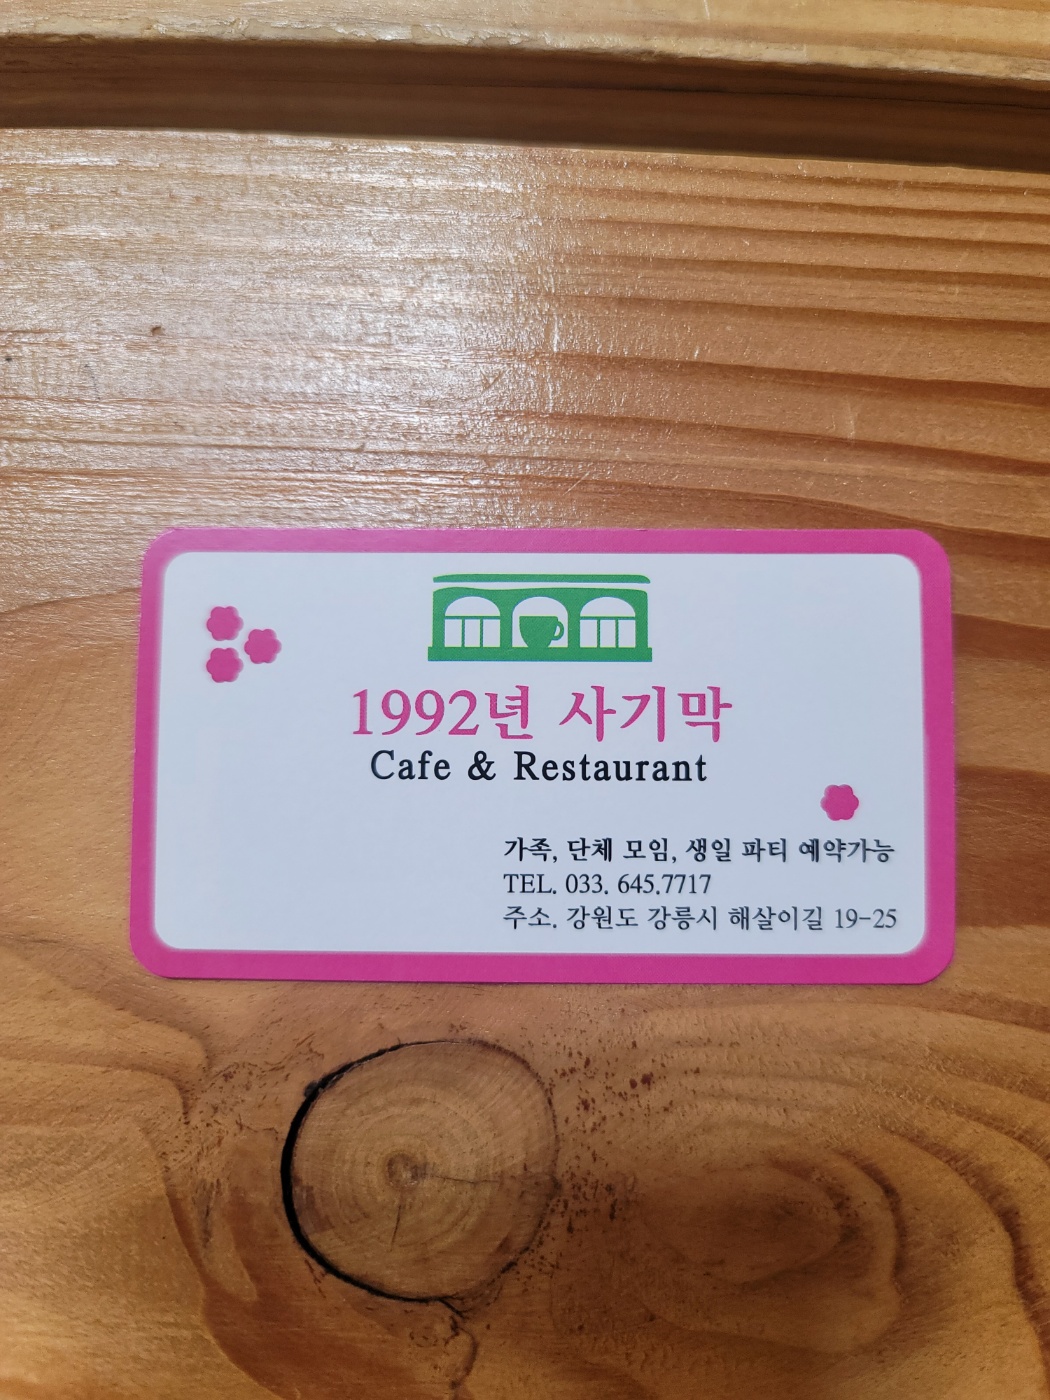 1992년 사기막
Cafe & Restaurant
가족, 단체 모임, 생일 파티 예약가능
TEL. 033. 645.7717
주소. 강원도 강릉시 해살이길 19-25